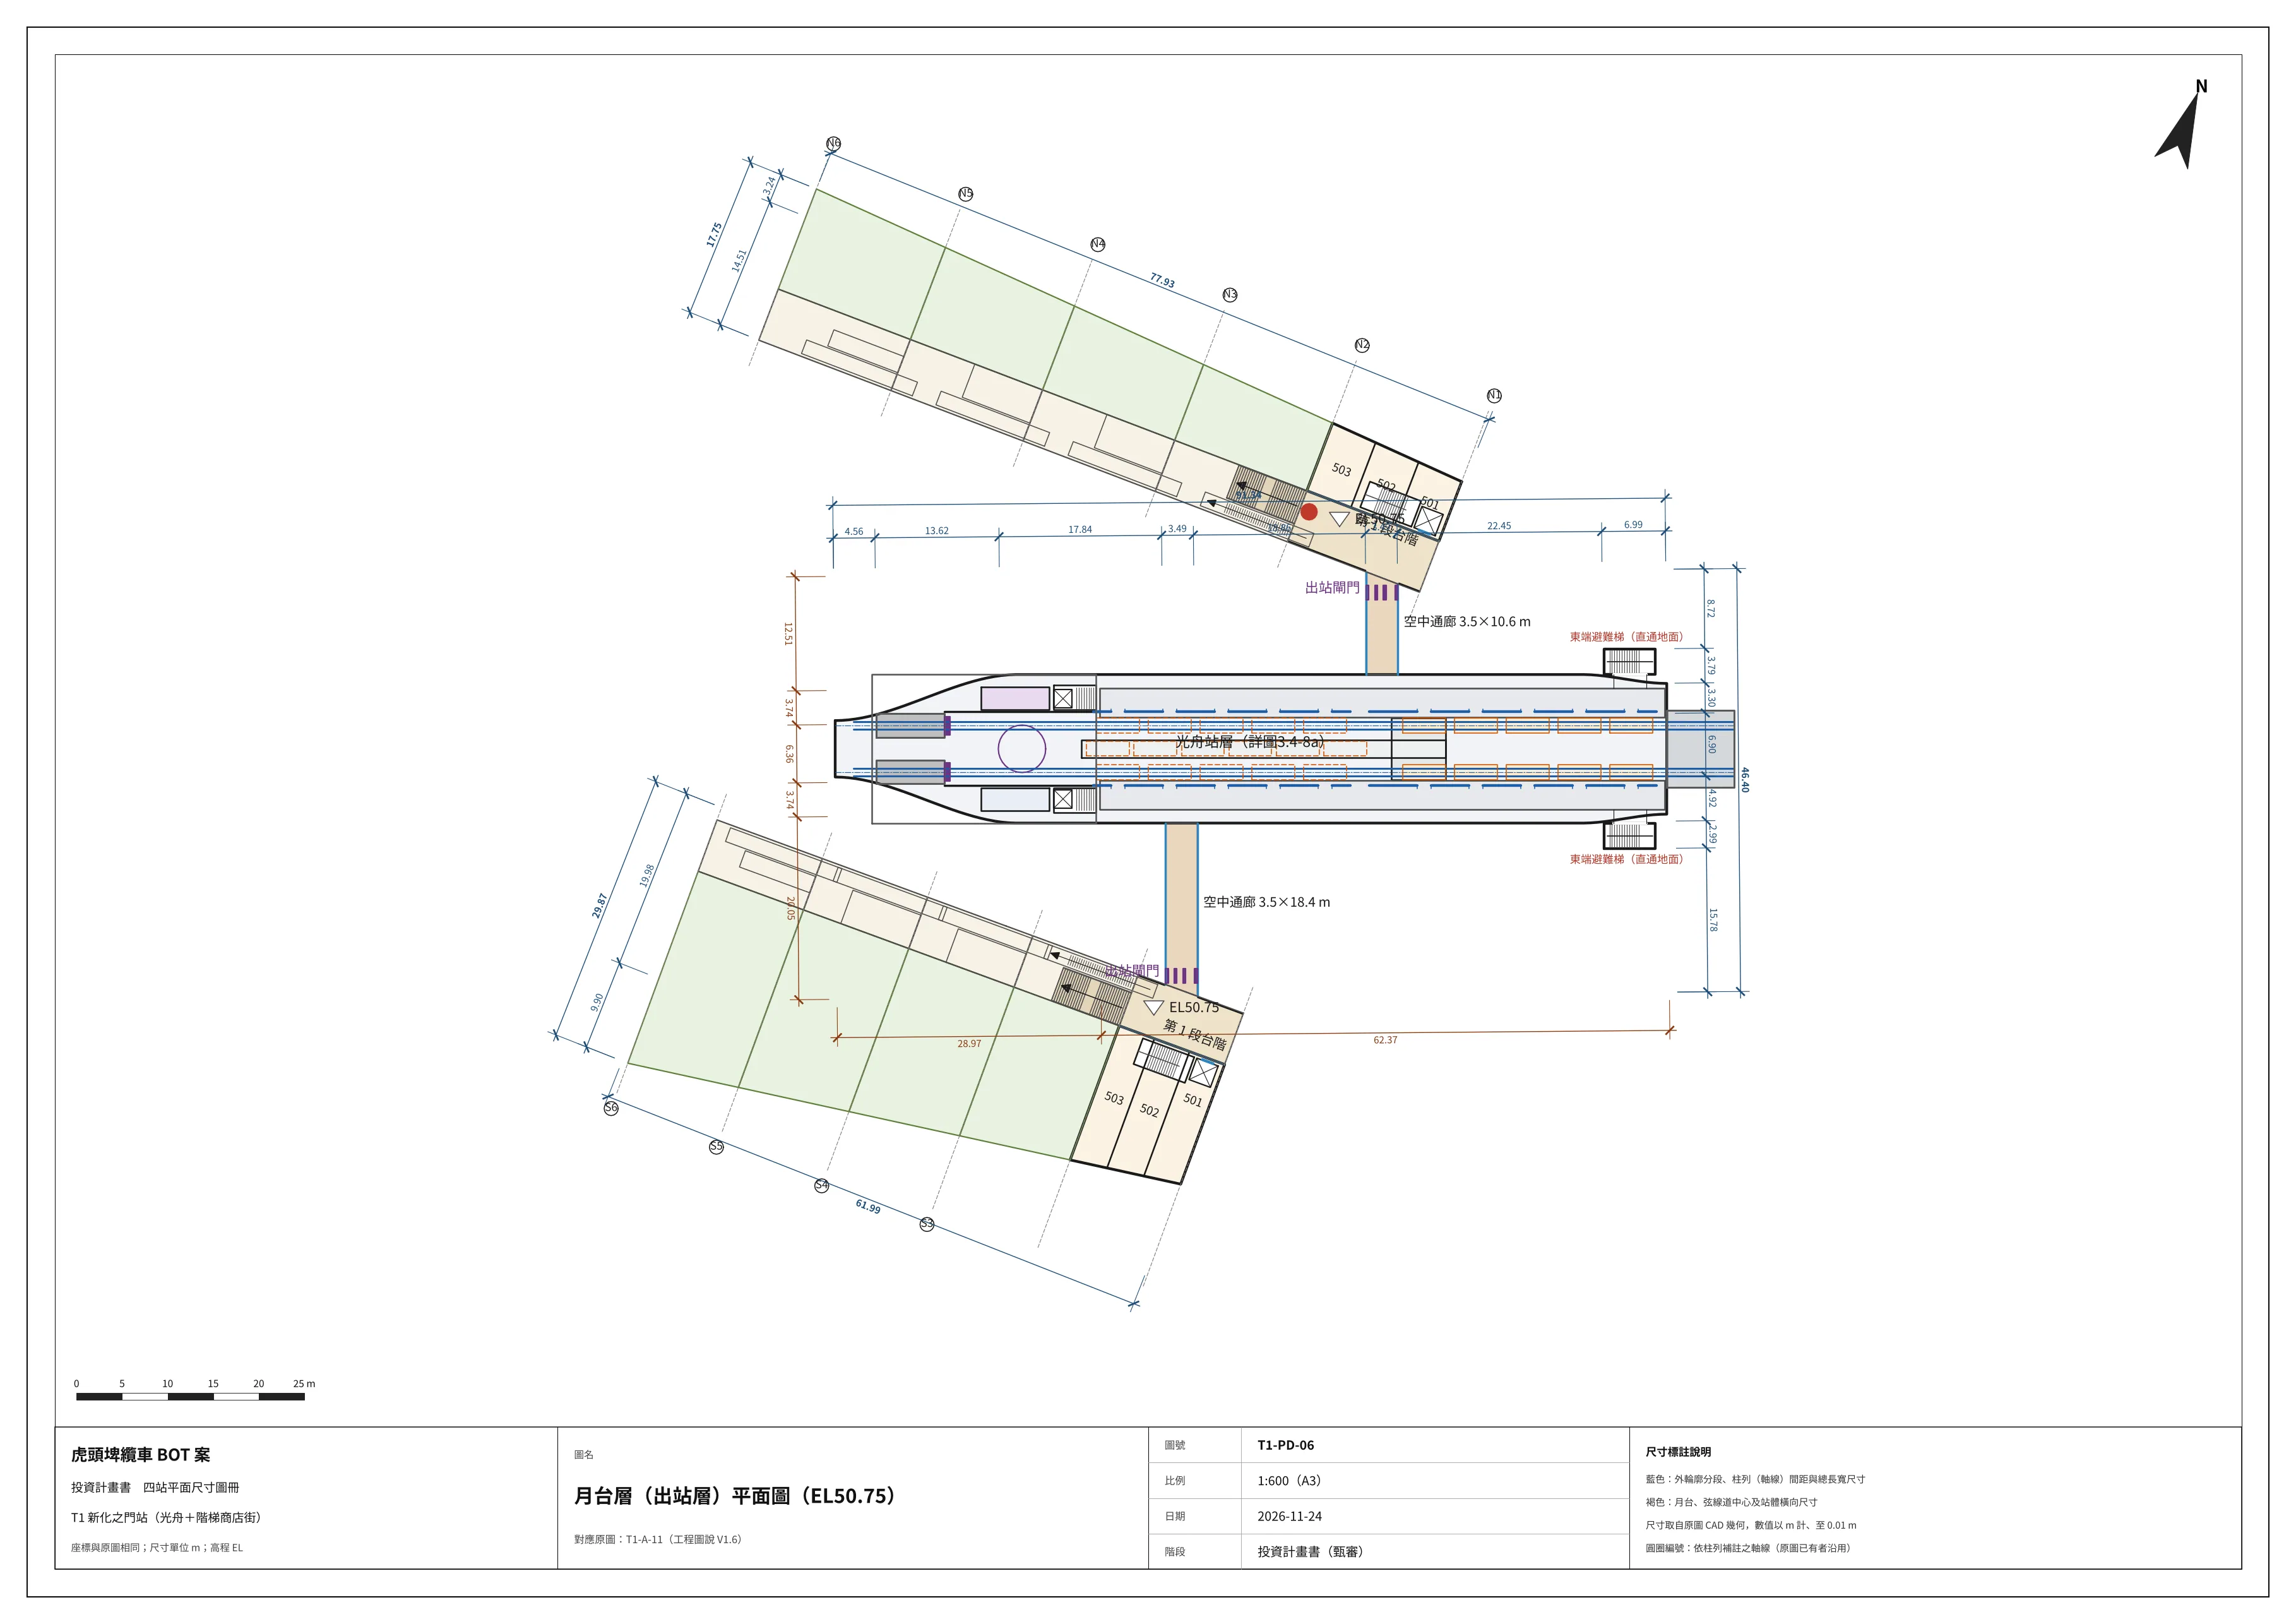 N
N6
N5
N4
N3
N2
N1
3.24
17.75
14.51
77.93
503
502
501
4.56
13.62
17.84
3.49
22.45
6.99
第 1 段台階
出站閘門
空中通廊 3.5×10.6 m
東端避難梯（直通地面）
12.51
3.74
6.36
3.74
20.05
光舟站層（詳圖3.4-8a）
8.72
3.79
3.30
6.90
4.92
2.99
15.78
46.40
東端避難梯（直通地面）
空中通廊 3.5×18.4 m
出站閘門
EL50.75
第 1 段台階
28.97
62.37
19.98
29.87
9.90
503
502
501
S6
S5
S4
S3
61.99
0 5 10 15 20 25 m
虎頭埤纜車 BOT 案
投資計畫書　四站平面尺寸圖冊
T1 新化之門站（光舟＋階梯商店街）
座標與原圖相同；尺寸單位 m；高程 EL
圖名
月台層（出站層）平面圖（EL50.75）
對應原圖：T1-A-11（工程圖說 V1.6）
圖號 T1-PD-06
比例 1:600（A3）
日期 2026-11-24
階段 投資計畫書（甄審）
尺寸標註說明
藍色：外輪廓分段、柱列（軸線）間距與總長寬尺寸
褐色：月台、弦線道中心及站體橫向尺寸
尺寸取自原圖 CAD 幾何，數值以 m 計、至 0.01 m
圓圈編號：依柱列補註之軸線（原圖已有者沿用）